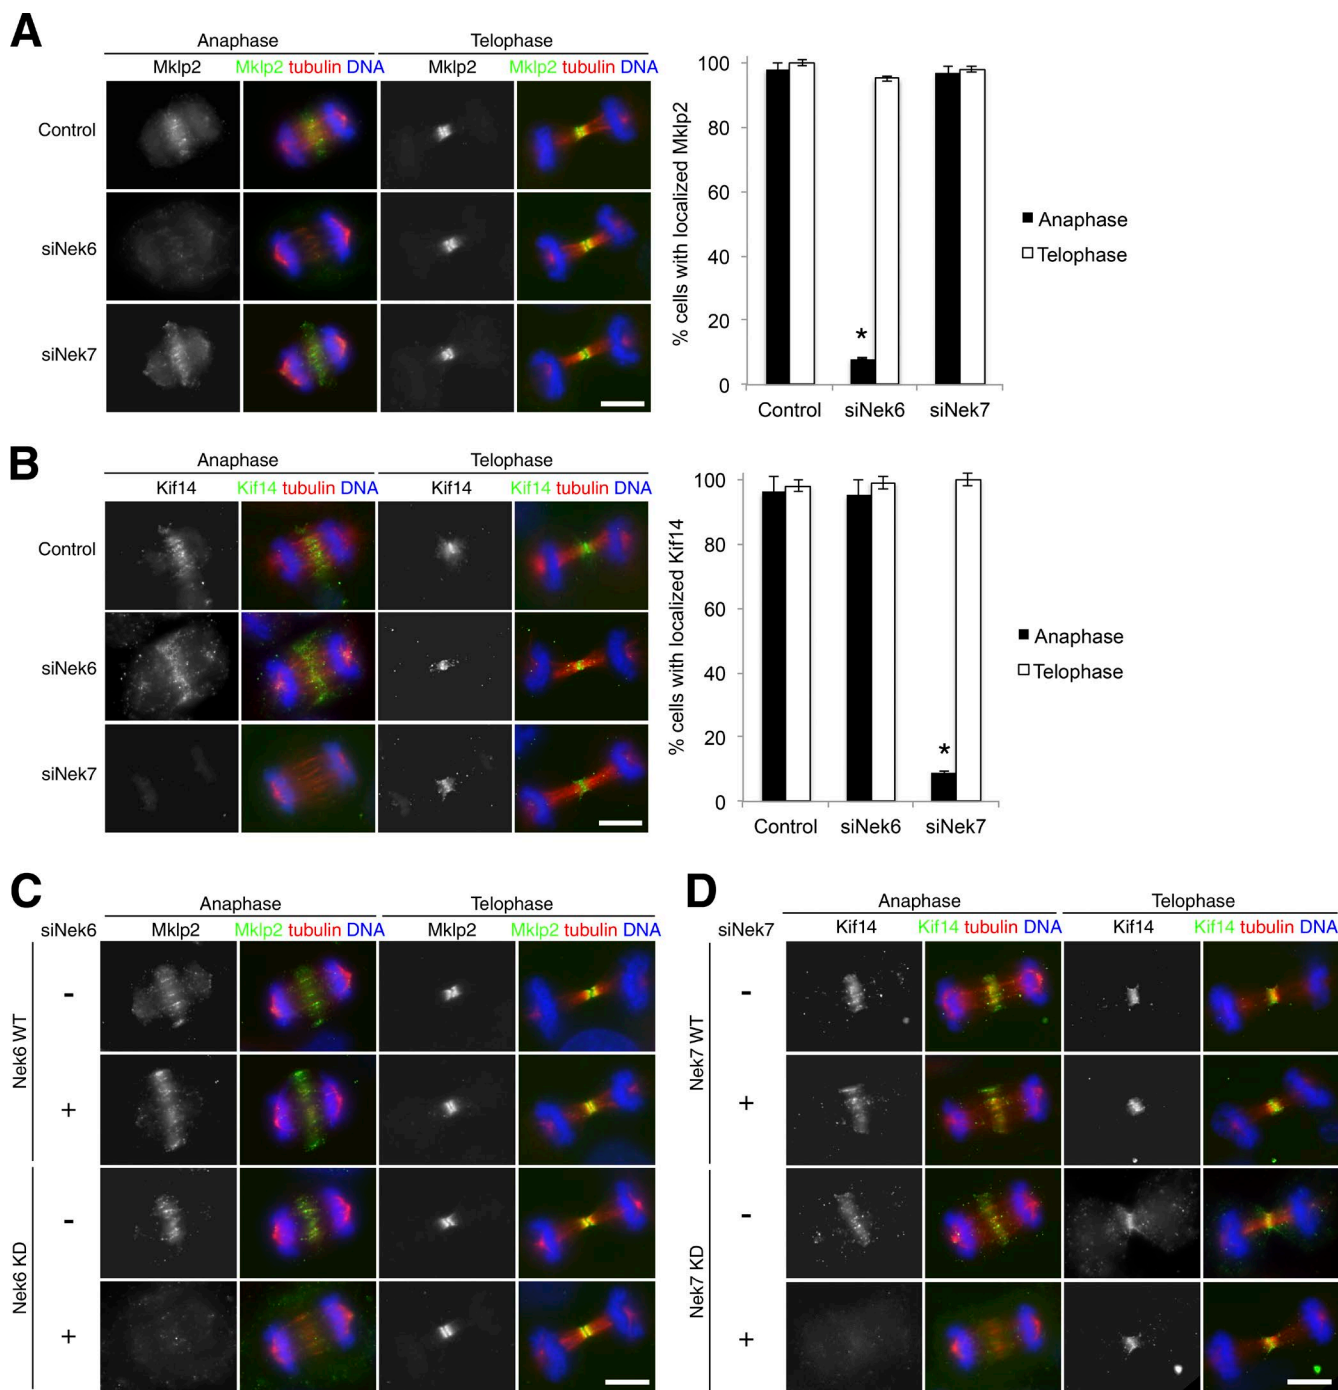 A
Anaphase Telophase
Mklp2 Mklp2 tubulin DNA Mklp2 Mklp2 tubulin DNA
Control
siNek6
siNek7
% cells with localized Mklp2
100
80
60
40
20
0
*
Control siNek6 siNek7
Anaphase
Telophase
B
Anaphase Telophase
Kif14 Kif14 tubulin DNA Kif14 Kif14 tubulin DNA
Control
siNek6
siNek7
% cells with localized Kif14
100
80
60
40
20
0
*
Control siNek6 siNek7
Anaphase
Telophase
C
Anaphase Telophase
siNek6 Mklp2 Mklp2 tubulin DNA Mklp2 Mklp2 tubulin DNA
Nek6 WT
-
+
Nek6 KD
-
+
D
Anaphase Telophase
siNek7 Kif14 Kif14 tubulin DNA Kif14 Kif14 tubulin DNA
Nek7 WT
-
+
Nek7 KD
-
+